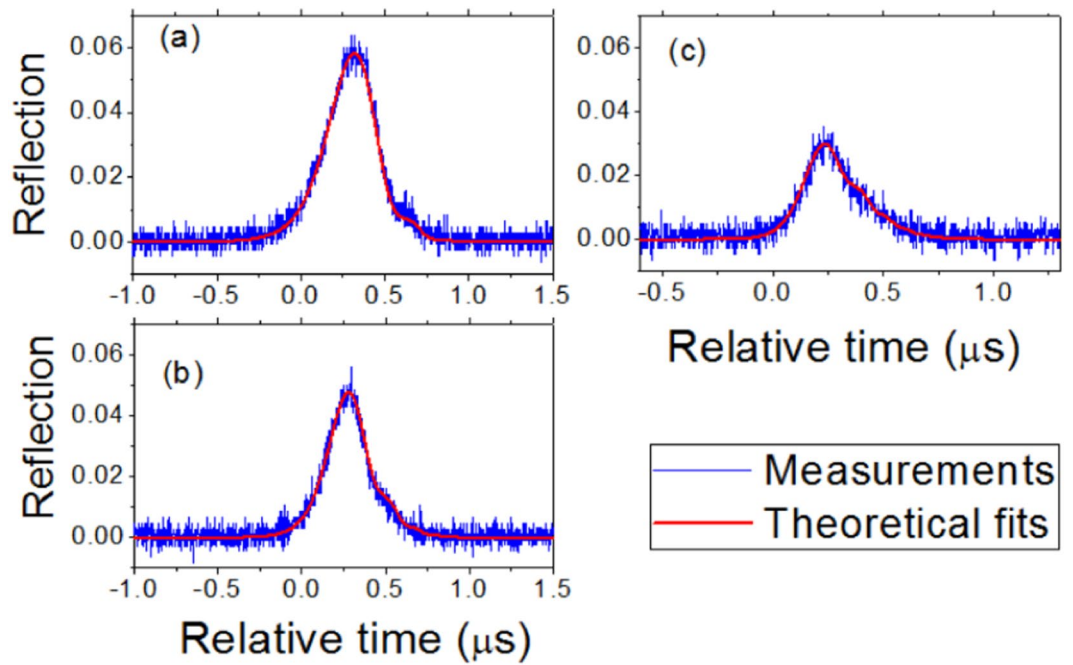 (a)
Reflection
0.06
0.04
0.02
0.00
-1.0 -0.5 0.0 0.5 1.0 1.5
(b)
Reflection
0.06
0.04
0.02
0.00
-1.0 -0.5 0.0 0.5 1.0 1.5
Relative time (μs)
(c)
0.06
0.04
0.02
0.00
-0.5 0.0 0.5 1.0
Relative time (μs)
Measurements
Theoretical fits